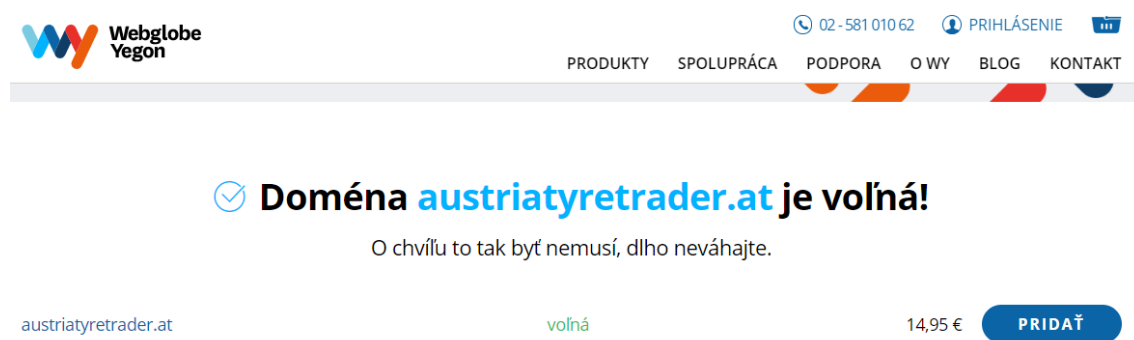 Webglobe
Yegon
02 - 581 010 62 PRIHLÁSENIE
PRODUKTY SPOLUPRÁCA PODPORA O WY BLOG KONTAKT
Doména austriatyretrader.at je voľná!
O chvíľu to tak byť nemusí, dlho neváhajte.
austriatyretrader.at voľná 14,95 € PRIDAŤ